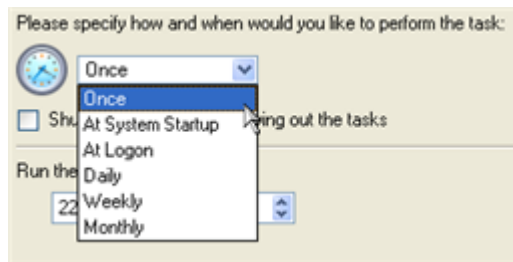 Please specify how and when would you like to perform the task:
Once
Once
Shu ing out the tasks
At System Startup
At Logon
Run the
Daily
22
Weekly
Monthly